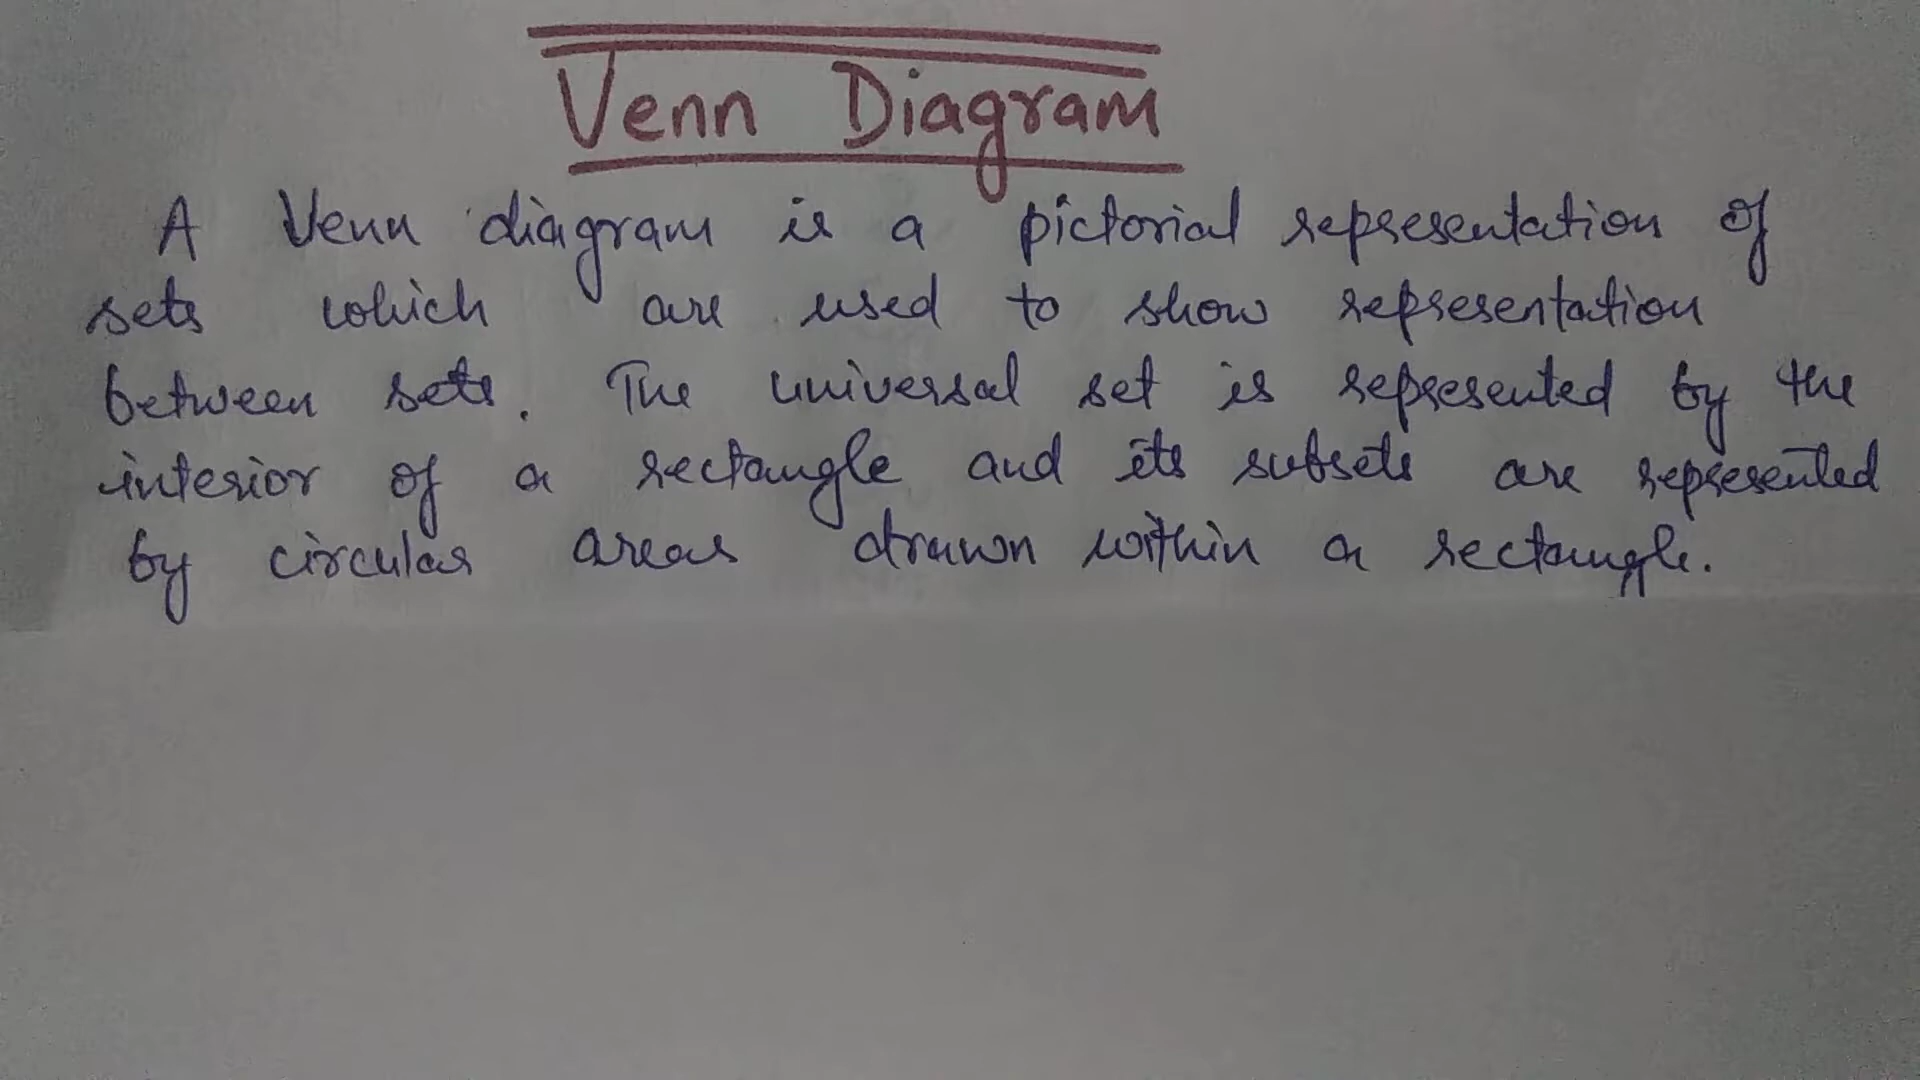 Venn Diagram
A Venn diagram is a pictorial representation of
sets which are used to show representation
between sets. The universal set is represented by the
interior of a rectangle and its subsets are represented
by circular areas drawn within a rectangle.